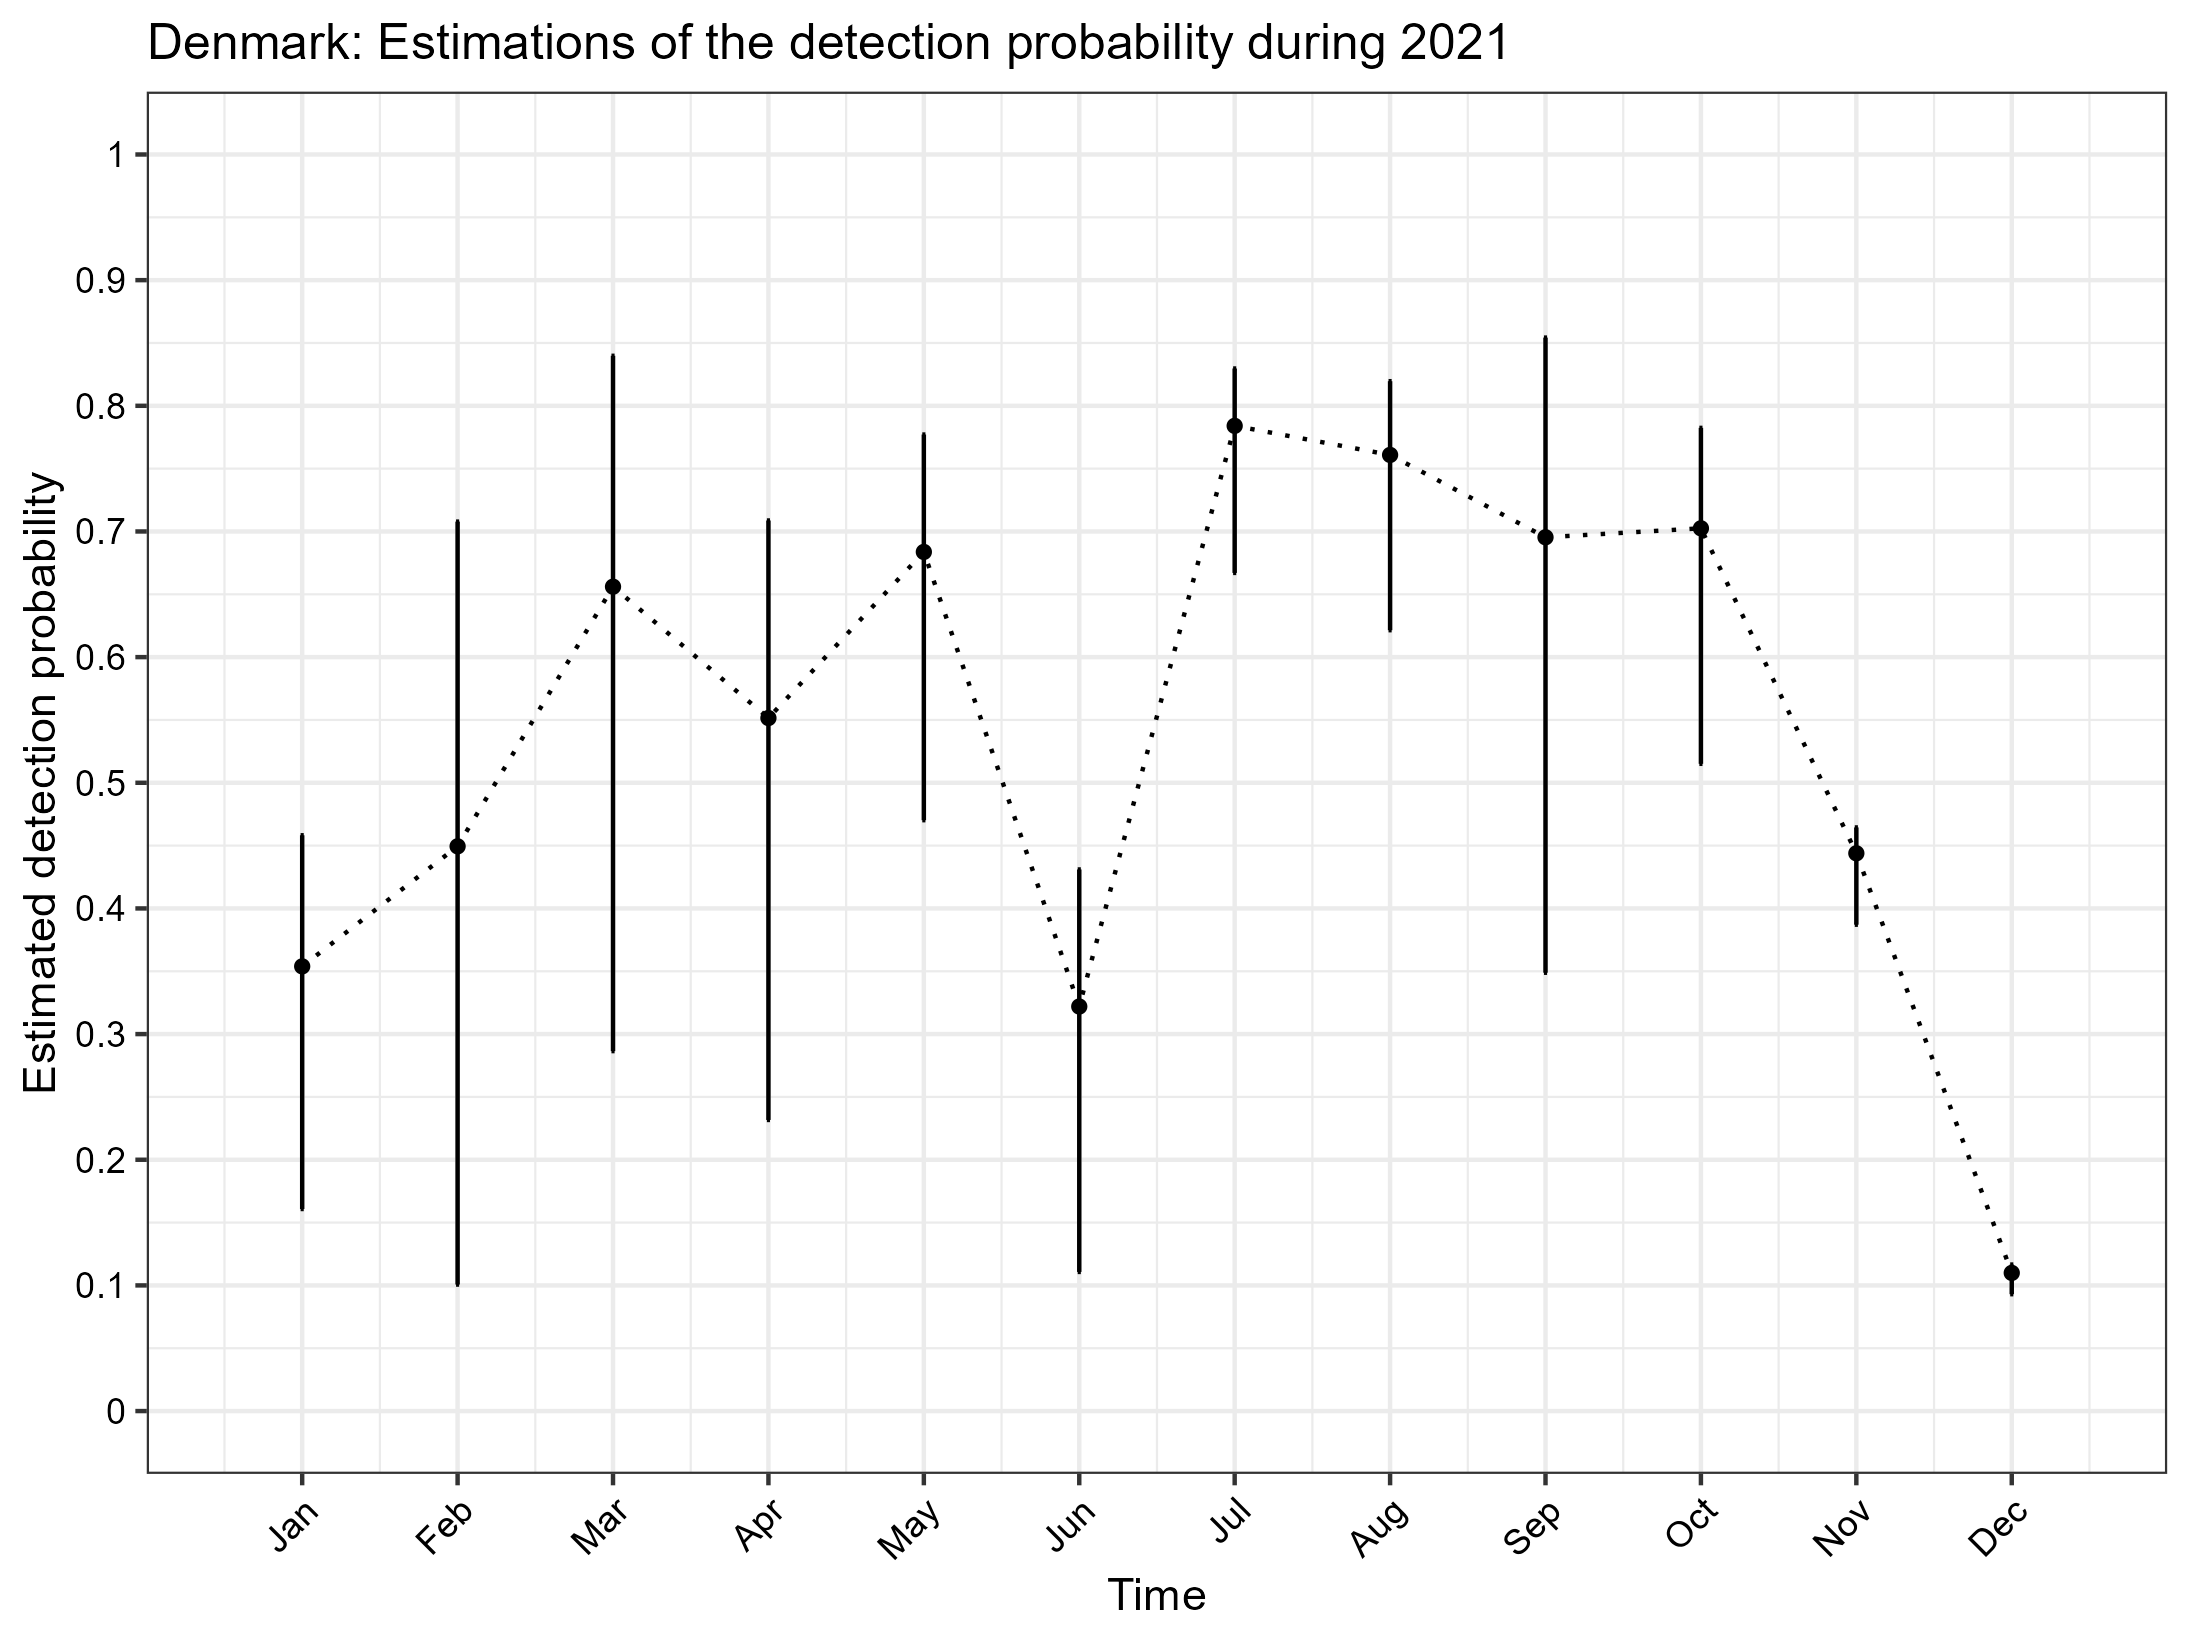 Denmark: Estimations of the detection probability during 2021
Estimated detection probability
1
0.9
0.8
0.7
0.6
0.5
0.4
0.3
0.2
0.1
0
Jan Feb Mar Apr May Jun Jul Aug Sep Oct Nov Dec
Time